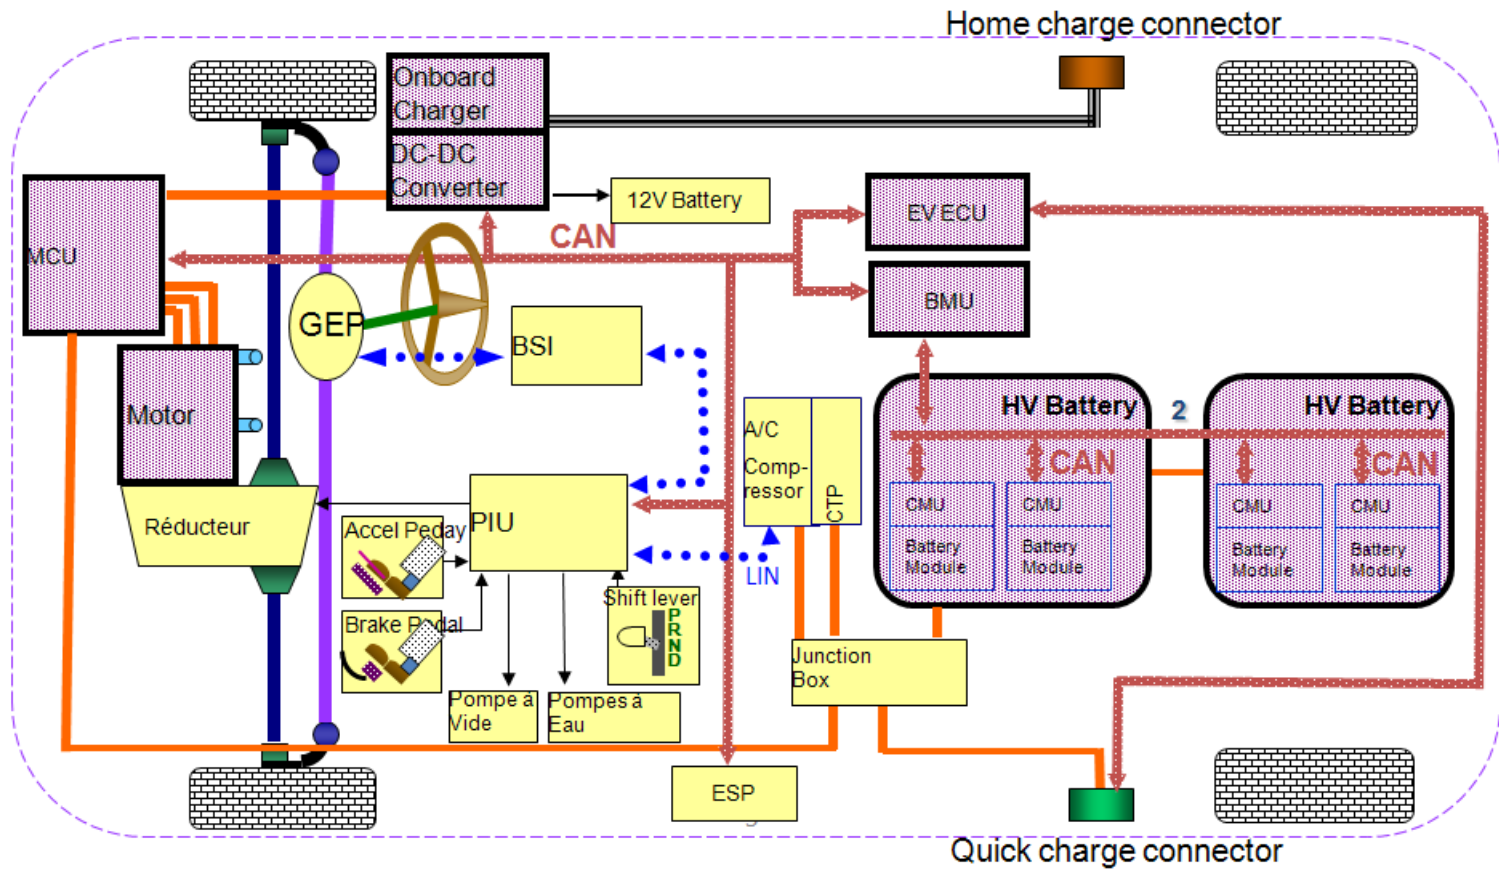 Home charge connector
Onboard
Charger
DC-DC
Converter
12V Battery
EV ECU
CAN
MCU
BMU
GEP
BSI
HV Battery
2
HV Battery
Motor
A/C
Comp-
ressor
CTP
CAN
CAN
CMU
CMU
CMU
CMU
Battery
Module
Battery
Module
Battery
Module
Battery
Module
Réducteur
PIU
Accel Peday
LIN
Shift lever
P
R
N
D
Brake Pedal
Junction
Box
Pompe à
Vide
Pompes à
Eau
ESP
Quick charge connector